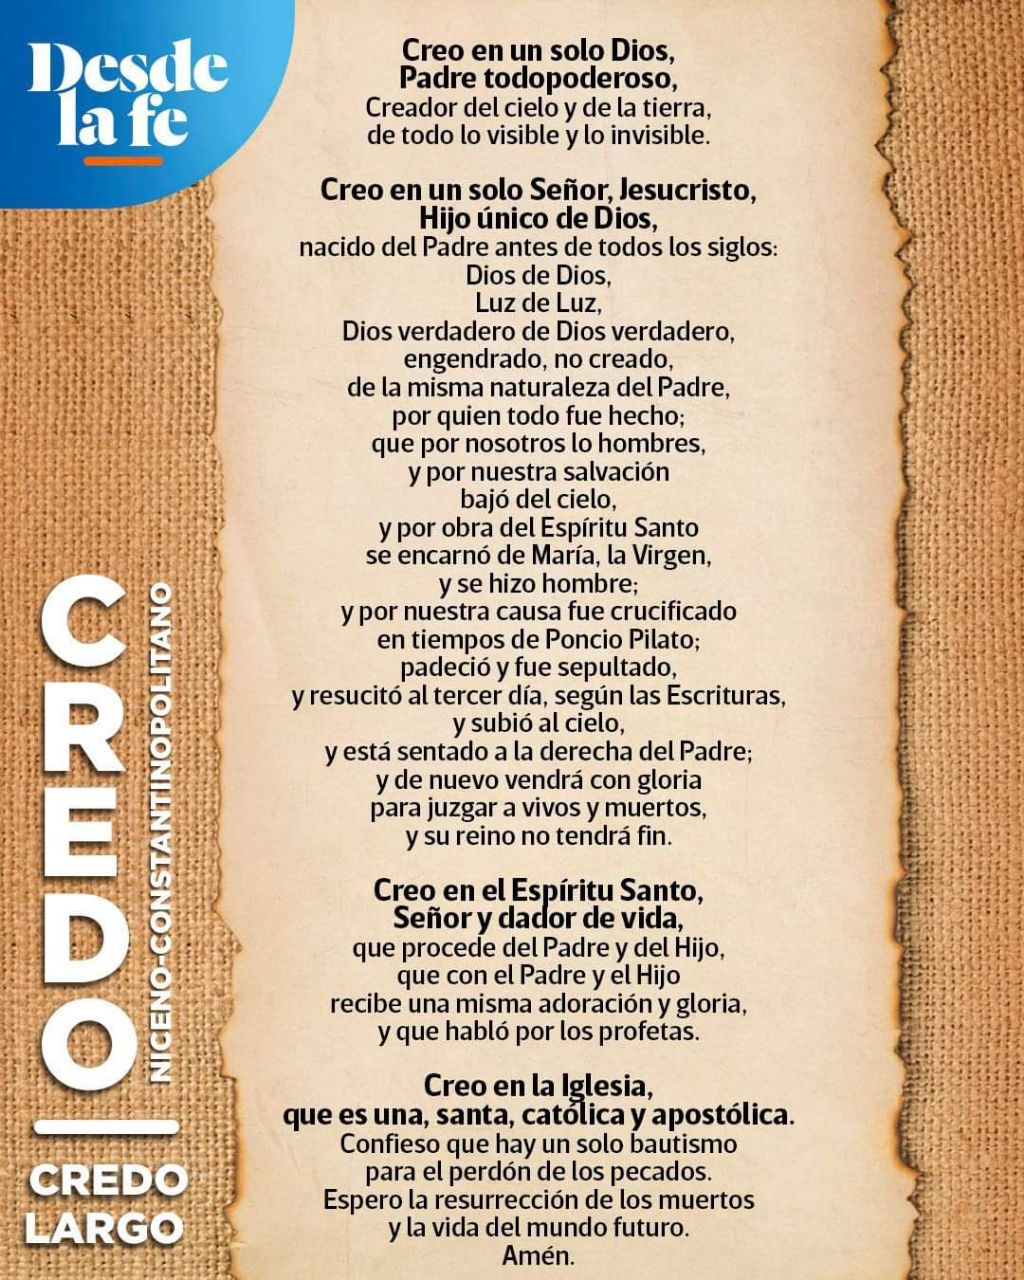 Desde
la fe
Creo en un solo Dios,
Padre todopoderoso,
Creador del cielo y de la tierra,
de todo lo visible y lo invisible.
Creo en un solo Señor, Jesucristo,
Hijo único de Dios,
nacido del Padre antes de todos los siglos:
Dios de Dios,
Luz de Luz,
Dios verdadero de Dios verdadero,
engendrado, no creado,
de la misma naturaleza del Padre,
por quien todo fue hecho;
que por nosotros lo hombres,
y por nuestra salvación
bajó del cielo,
y por obra del Espíritu Santo
se encarnó de María, la Virgen,
y se hizo hombre;
y por nuestra causa fue crucificado
en tiempos de Poncio Pilato;
padeció y fue sepultado,
y resucitó al tercer día, según las Escrituras,
y subió al cielo,
y está sentado a la derecha del Padre;
y de nuevo vendrá con gloria
para juzgar a vivos y muertos,
y su reino no tendrá fin.
Creo en el Espíritu Santo,
Señor y dador de vida,
que procede del Padre y del Hijo,
que con el Padre y el Hijo
recibe una misma adoración y gloria,
y que habló por los profetas.
Creo en la Iglesia,
que es una, santa, católica y apostólica.
Confieso que hay un solo bautismo
para el perdón de los pecados.
Espero la resurrección de los muertos
y la vida del mundo futuro.
Amén.
CREDO
NICENO-CONSTANTINOPOLITANO
CREDO
LARGO